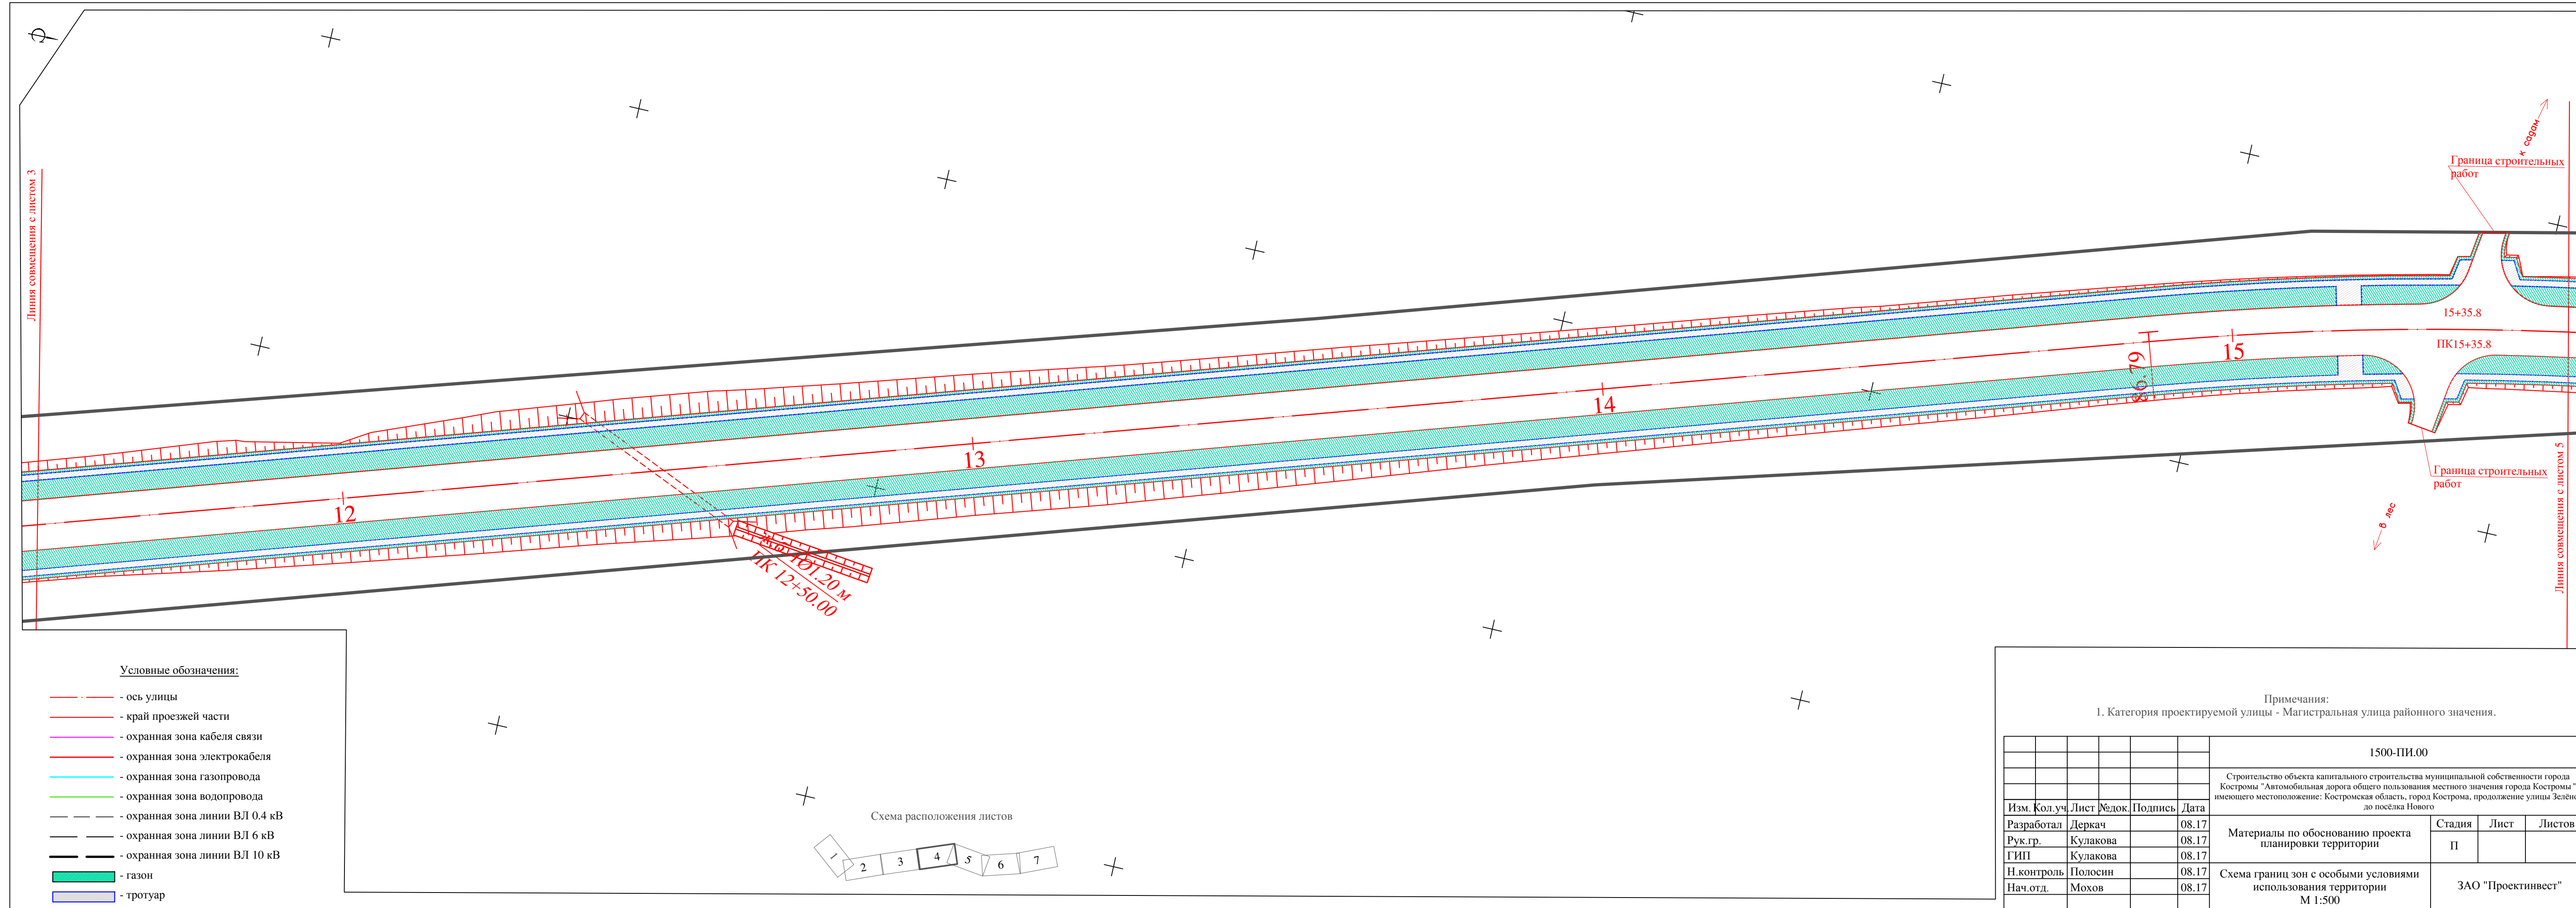 С
Линия совмещения с листом 3
к садам
Граница строительных
работ
15+35.8
ПК15+35.8
12
13
14
15
Граница строительных
работ
в лес
Линия совмещения с листом 5
1.20 м
ПК 12+50.00
Условные обозначения:
- ось улицы
- край проезжей части
- охранная зона кабеля связи
- охранная зона электрокабеля
- охранная зона газопровода
- охранная зона водопровода
- охранная зона линии ВЛ 0.4 кВ
- охранная зона линии ВЛ 6 кВ
- охранная зона линии ВЛ 10 кВ
- газон
- тротуар
Схема расположения листов
1 2 3 4 5 6 7
Примечания:
1. Категория проектируемой улицы - Магистральная улица районного значения.
1500-ПИ.00
Строительство объекта капитального строительства муниципальной собственности города
Костромы "Автомобильная дорога общего пользования местного значения города Костромы "
имеющего местоположение: Костромская область, город Кострома, продолжение улицы Зелёно
до посёлка Нового
Изм. Кол.уч. Лист №док. Подпись Дата
Разработал Деркач 08.17
Рук.гр. Кулакова 08.17
ГИП Кулакова 08.17
Н.контроль Полосин 08.17
Нач.отд. Мохов 08.17
Материалы по обоснованию проекта
планировки территории
Стадия Лист Листов
П
Схема границ зон с особыми условиями
использования территории
М 1:500
ЗАО "Проектинвест"